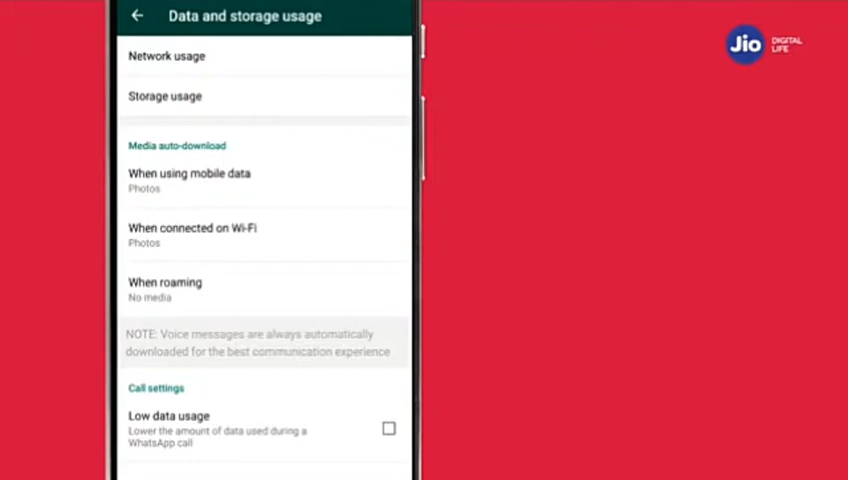 Data and storage usage
Jio DIGITAL
LIFE
Network usage
Storage usage
Media auto-download
When using mobile data
Photos
When connected on Wi-Fi
Photos
When roaming
No media
NOTE: Voice messages are always automatically
downloaded for the best communication experience
Call settings
Low data usage
Lower the amount of data used during a
WhatsApp call